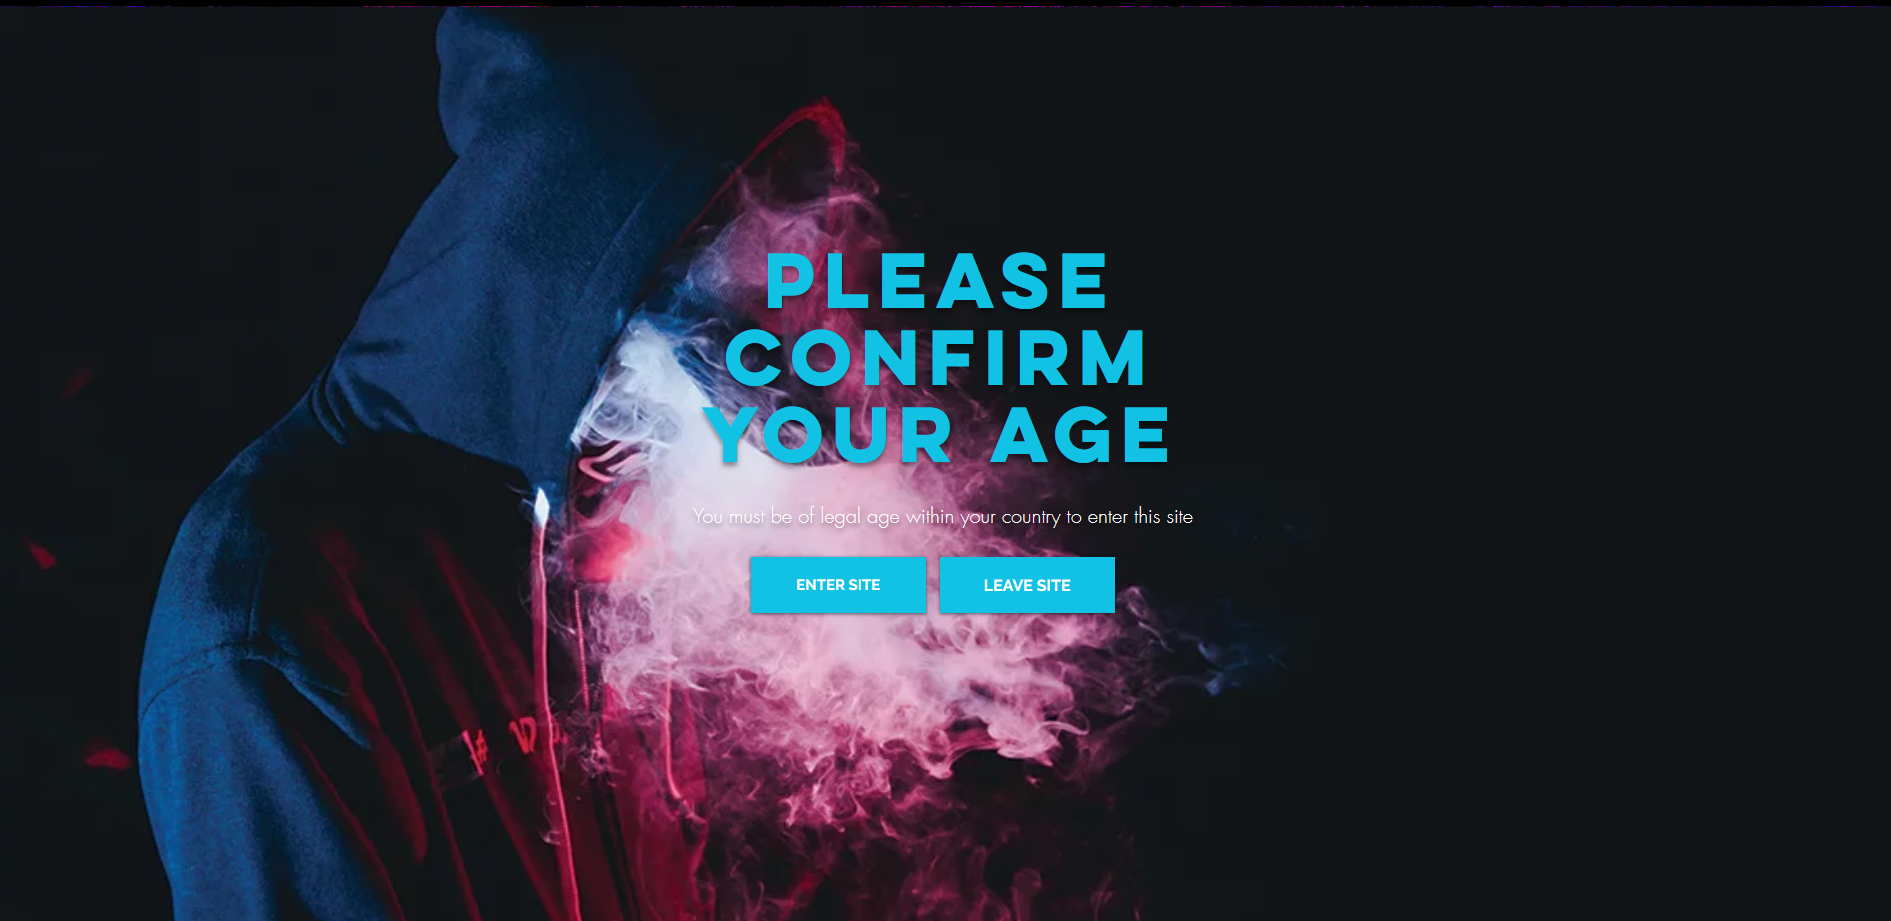 PLEASE
CONFIRM
YOUR AGE
You must be of legal age within your country to enter this site
ENTER SITE
LEAVE SITE